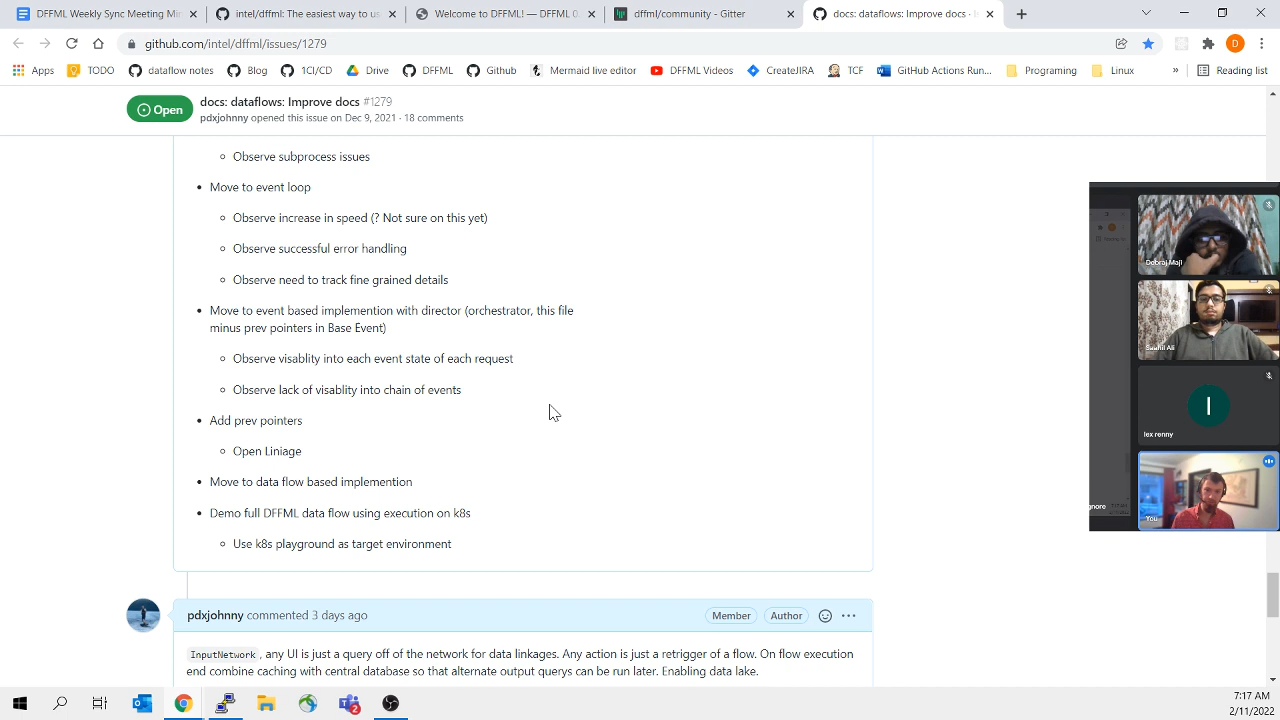 DFFML Weekly Sync Meeting Min
intel/dffml: The easiest way to us
Welcome to DFFML! — DFFML 0.
dffml/community - Gitter
docs: dataflows: Improve docs · I
github.com/intel/dffml/issues/1279
Apps
TODO
dataflow notes
Blog
1CI/CD
Drive
DFFML
Github
Mermaid live editor
DFFML Videos
CreateJIRA
TCF
GitHub Actions Run...
Programing
Linux
»
Reading list
Open
docs: dataflows: Improve docs #1279
pdxjohnny opened this issue on Dec 9, 2021 · 18 comments
Observe subprocess issues
Move to event loop
Observe increase in speed (? Not sure on this yet)
Observe successful error handling
Observe need to track fine grained details
Move to event based implemention with director (orchestrator, this file
minus prev pointers in Base Event)
Observe visablity into each event state of each request
Observe lack of visablity into chain of events
Add prev pointers
Open Liniage
Move to data flow based implemention
Demo full DFFML data flow using execution on k8s
Use k8s playground as target environment
pdxjohnny commented 3 days ago
Member
Author
InputNetwork, any UI is just a query off of the network for data linkages. Any action is just a retrigger of a flow. On flow execution
end combine caching with central database so that alternate output querys can be run later. Enabling data lake.
Debraj Maji
Saahil Ali
I
Iex renny
You
7:17 AM
2/11/2022